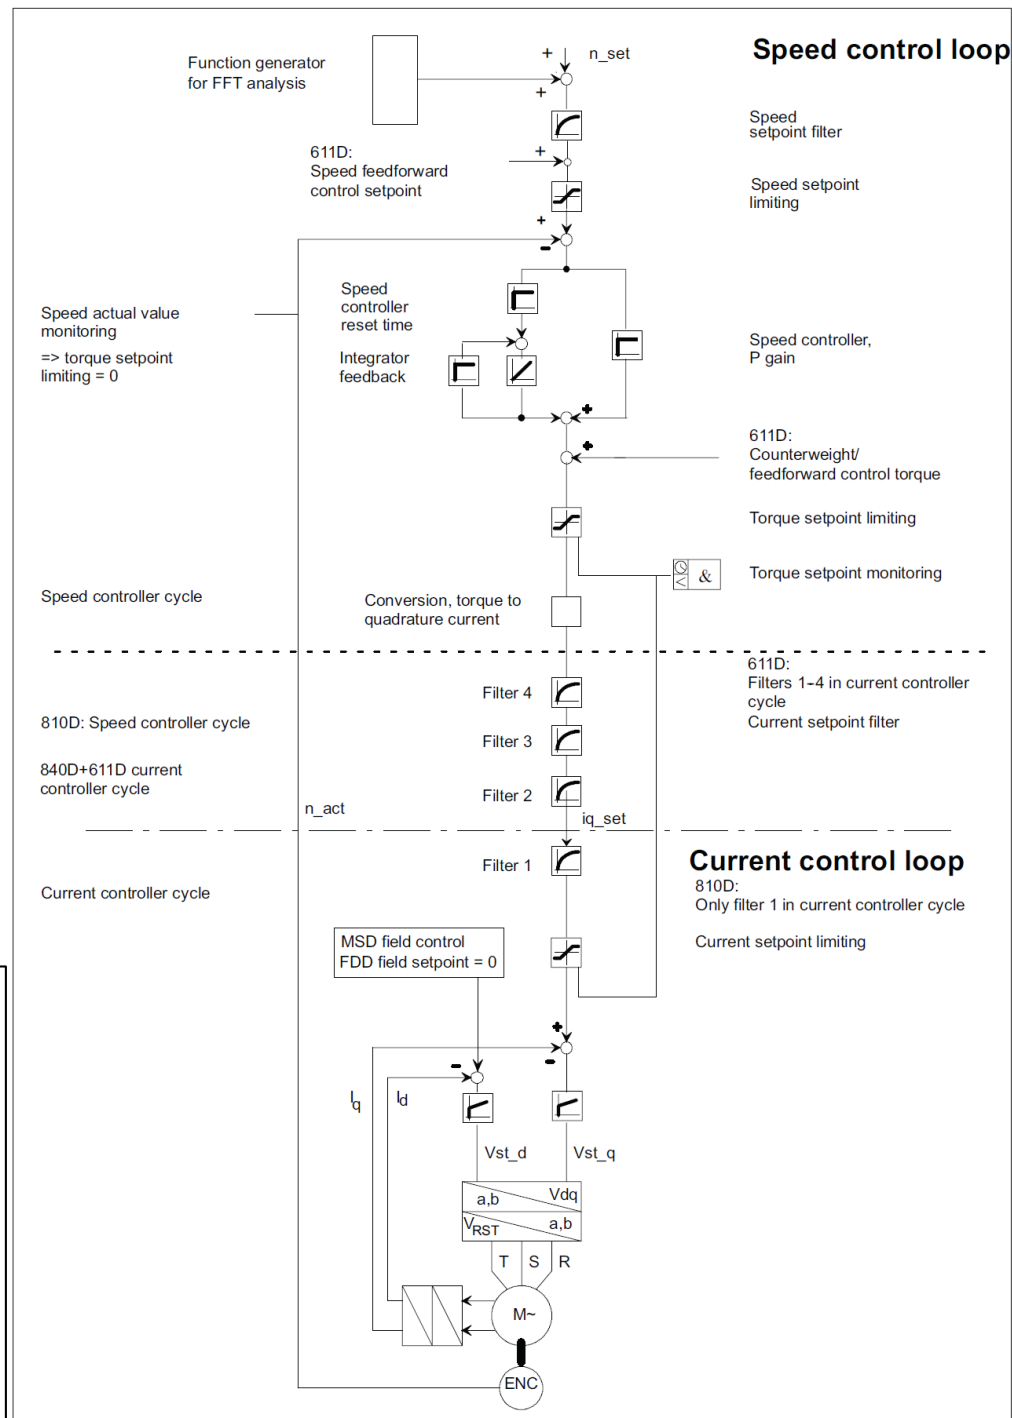 Speed control loop
n_set
+
Function generator
for FFT analysis
+
Speed
setpoint filter
611D:
Speed feedforward
control setpoint
+
Speed setpoint
limiting
+
-
Speed
controller
reset time
Speed actual value
monitoring
=> torque setpoint
limiting = 0
Integrator
feedback
Speed controller,
P gain
+
+
611D:
Counterweight/
feedforward control torque
Torque setpoint limiting
< &
Torque setpoint monitoring
Speed controller cycle
Conversion, torque to
quadrature current
611D:
Filters 1-4 in current controller
cycle
Current setpoint filter
Filter 4
810D: Speed controller cycle
Filter 3
840D+611D current
controller cycle
Filter 2
n_act
iq_set
Current control loop
Filter 1
810D:
Only filter 1 in current controller cycle
Current controller cycle
Current setpoint limiting
MSD field control
FDD field setpoint = 0
+
-
-
Iq
Id
Vst_d
Vst_q
a,b
Vdq
VRST
a,b
T
S
R
M~
ENC